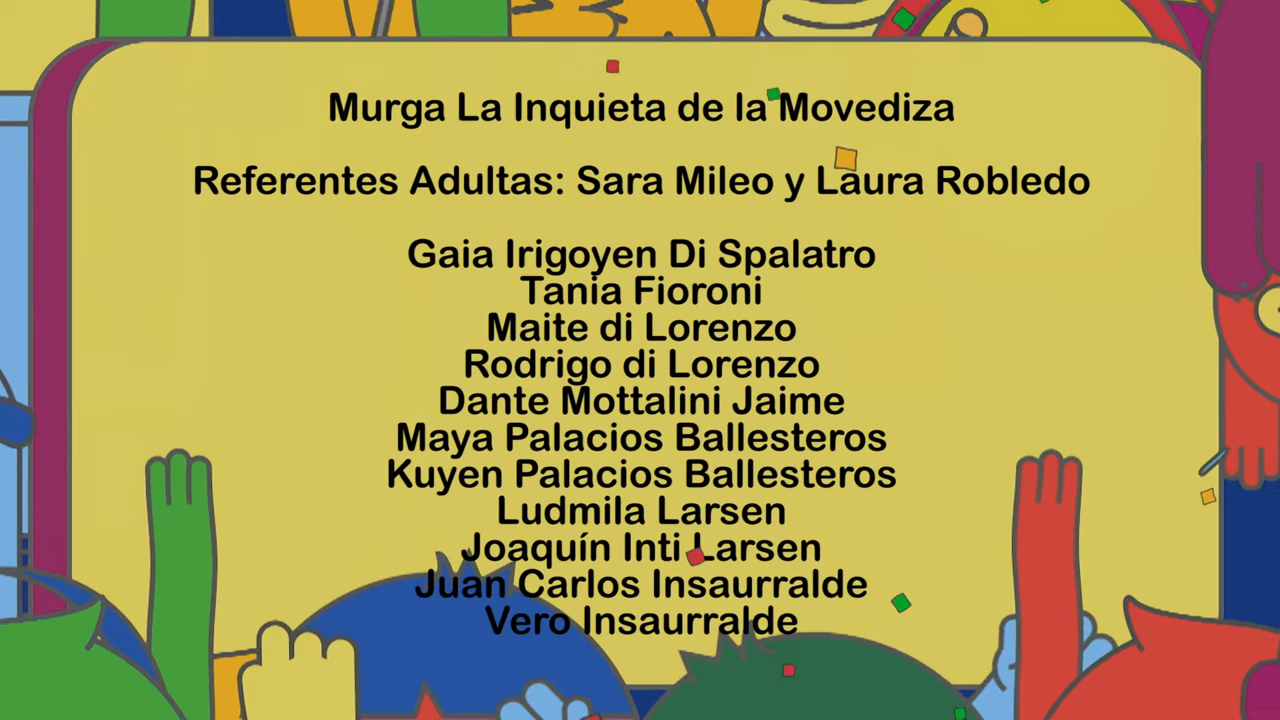 Murga La Inquieta de la Movediza
Referentes Adultas: Sara Mileo y Laura Robledo
Gaia Irigoyen Di Spalatro
Tania Fioroni
Maite di Lorenzo
Rodrigo di Lorenzo
Dante Mottalini Jaime
Maya Palacios Ballesteros
Kuyen Palacios Ballesteros
Ludmila Larsen
Joaquín Inti Larsen
Juan Carlos Insaurralde
Vero Insaurralde